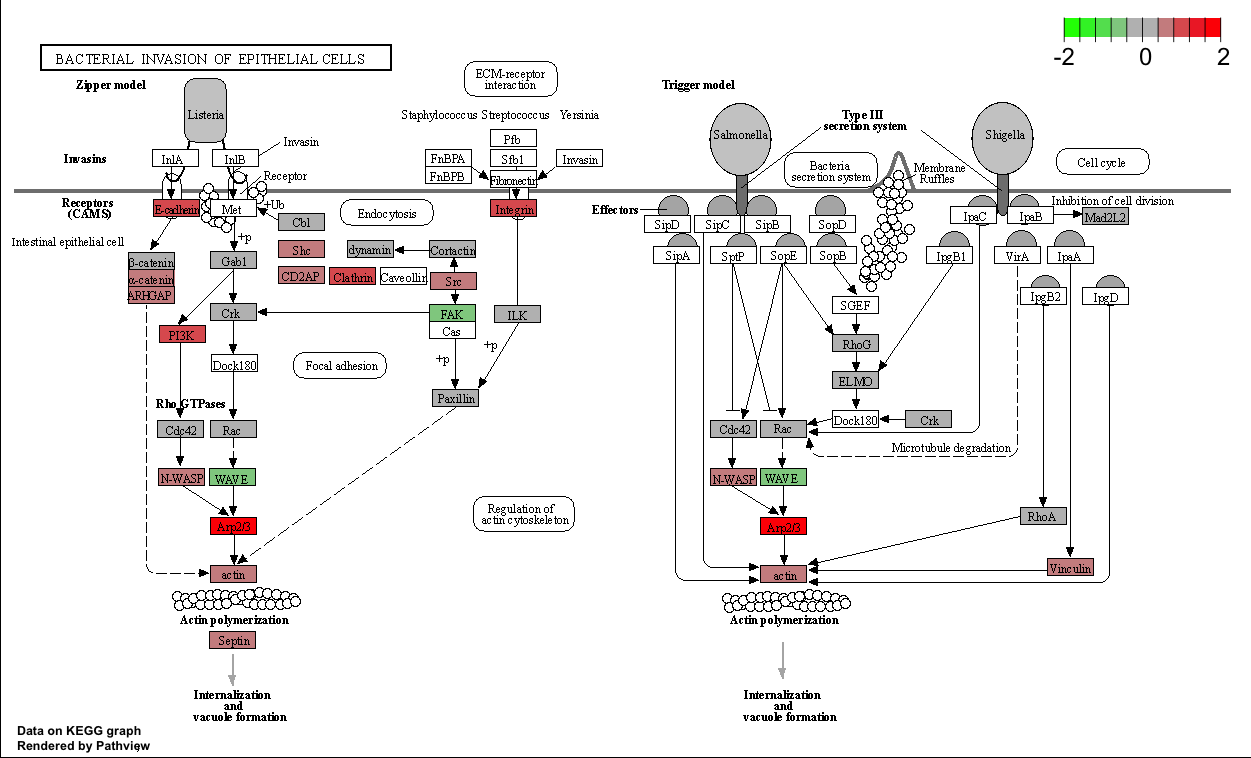 BACTERIAL INVASION OF EPITHELIAL CELLS
-2 0 2
Zipper model
Listeria
ECM-receptor
interaction
Staphylococcus Streptococcus Yersinia
Pfb
Invasin
Invasins
InlA
InlB
FnBPA
Sfb1
Invasin
FnBPB
Receptor
Fibronectin
Receptors
(CAMS)
E-cadherin
Met
+Ub
Cbl
Endocytosis
Integrin
Intestinal epithelial cell
+p
β-catenin
α-catenin
ARHGAP
Gab1
Shc
dynamin
Cortactin
CD2AP
Clathrin
Caveollin
Src
Crk
FAK
Cas
ILK
PI3K
Dock180
Focal adhesion
+p
+p
Paxillin
Rho GTPases
Cdc42
Rac
N-WASP
WAVE
Arp2/3
Regulation of
actin cytoskeleton
actin
Actin polymerization
Septin
Internalization
and
vacuole formation
Trigger model
Salmonella
Type III
secretion system
Shigella
Bacteria
secretion system
Membrane
Ruffles
Cell cycle
Effectors
SipD
SipC
SipB
SopD
IpaC
IpaB
Inhibition of cell division
Mad2L2
SipA
SptP
SopE
SopB
IpgB1
VirA
IpaA
IpgB2
IpgD
SGEF
RhoG
ELMO
Dock180
Crk
Cdc42
Rac
Microtubule degradation
N-WASP
WAVE
Arp2/3
RhoA
actin
Vinculin
Actin polymerization
Internalization
and
vacuole formation
Data on KEGG graph
Rendered by Pathview